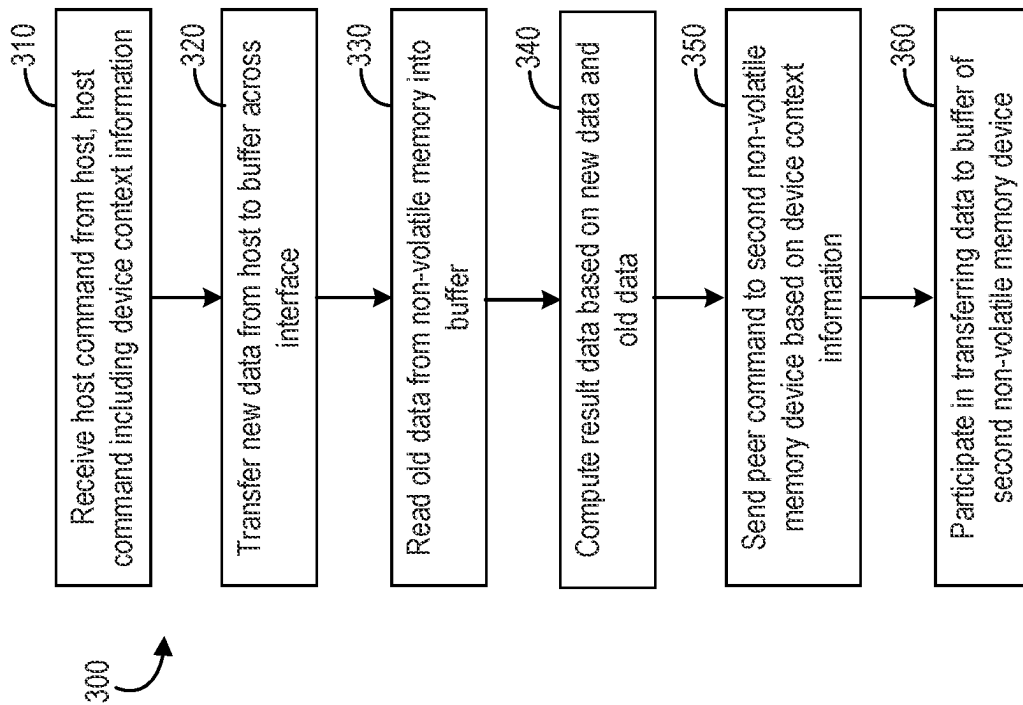 300
310
Receive host command from host, host
command including device context information
320
Transfer new data from host to buffer across
interface
330
Read old data from non-volatile memory into
buffer
340
Compute result data based on new data and
old data
350
Send peer command to second non-volatile
memory device based on device context
information
360
Participate in transferring data to buffer of
second non-volatile memory device